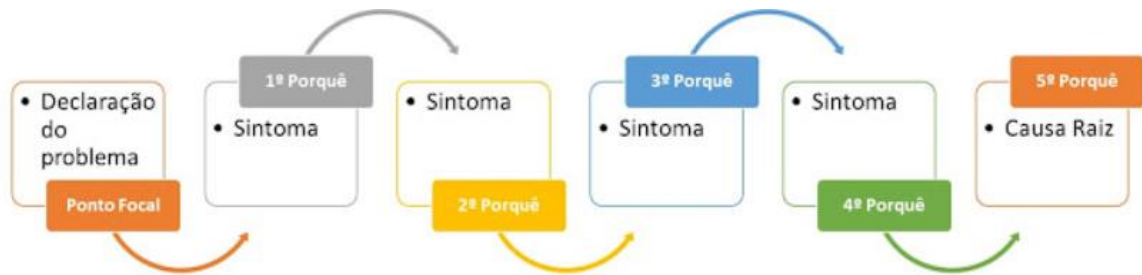 • Declaração
do
problema
Ponto Focal
1º Porquê
• Sintoma
• Sintoma
2º Porquê
3º Porquê
• Sintoma
• Sintoma
4º Porquê
5º Porquê
• Causa Raiz